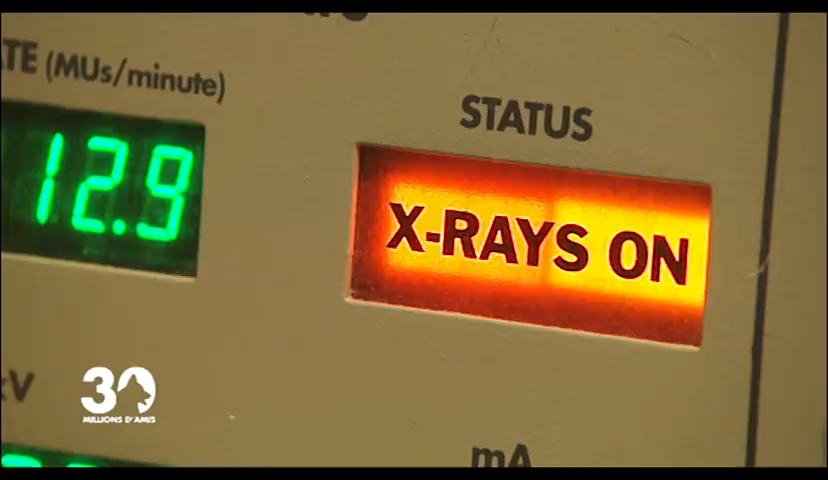 TE (MUs/minute)
STATUS
12.9
X-RAYS ON
kV
mA
30
MILLIONS D'AMIS